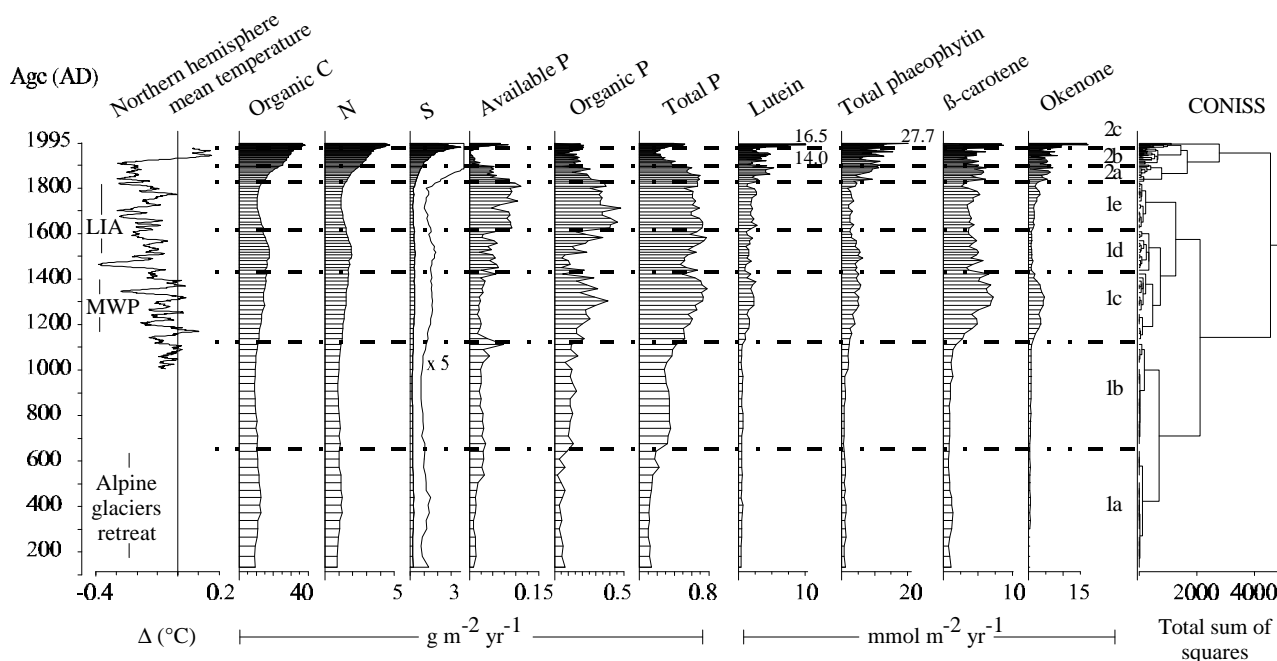 Age (AD)
Northern hemisphere
mean temperature
Organic C
N
S
Available P
Organic P
Total P
Lutein
Total phaeophytin
ß-carotene
Okenone
CONISS
1995
1800
1600
1400
1200
1000
800
600
400
200
LIA
MWP
Alpine
glaciers
retreat
x 5
16.5
14.0
27.7
2c
2b
2a
1e
1d
1c
1b
1a
-0.4
0.2
40
5
3
0.15
0.5
0.8
10
20
10
15
2000
4000
Δ (°C)
g m-2 yr-1
mmol m-2 yr-1
Total sum of
squares